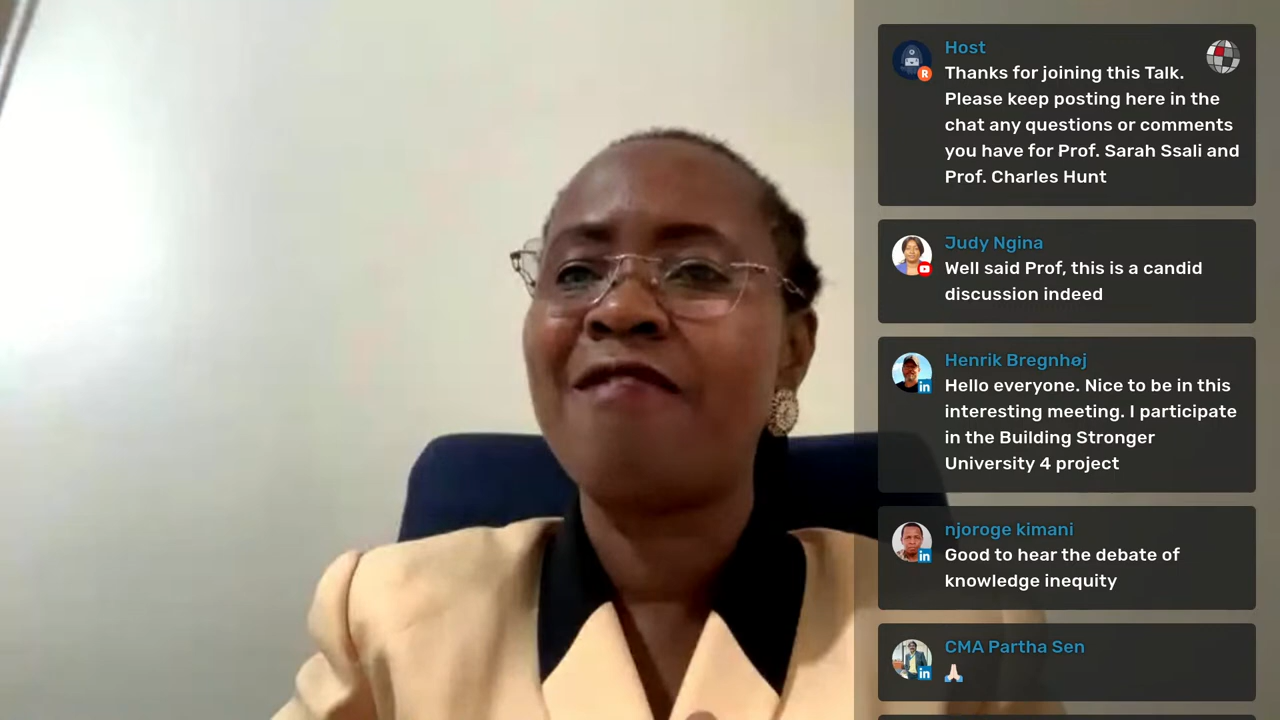 Host
Thanks for joining this Talk.
Please keep posting here in the
chat any questions or comments
you have for Prof. Sarah Ssali and
Prof. Charles Hunt
Judy Ngina
Well said Prof, this is a candid
discussion indeed
Henrik Bregnhøj
Hello everyone. Nice to be in this
interesting meeting. I participate
in the Building Stronger
University 4 project
njoroge kimani
Good to hear the debate of
knowledge inequity
CMA Partha Sen
🙏🏻